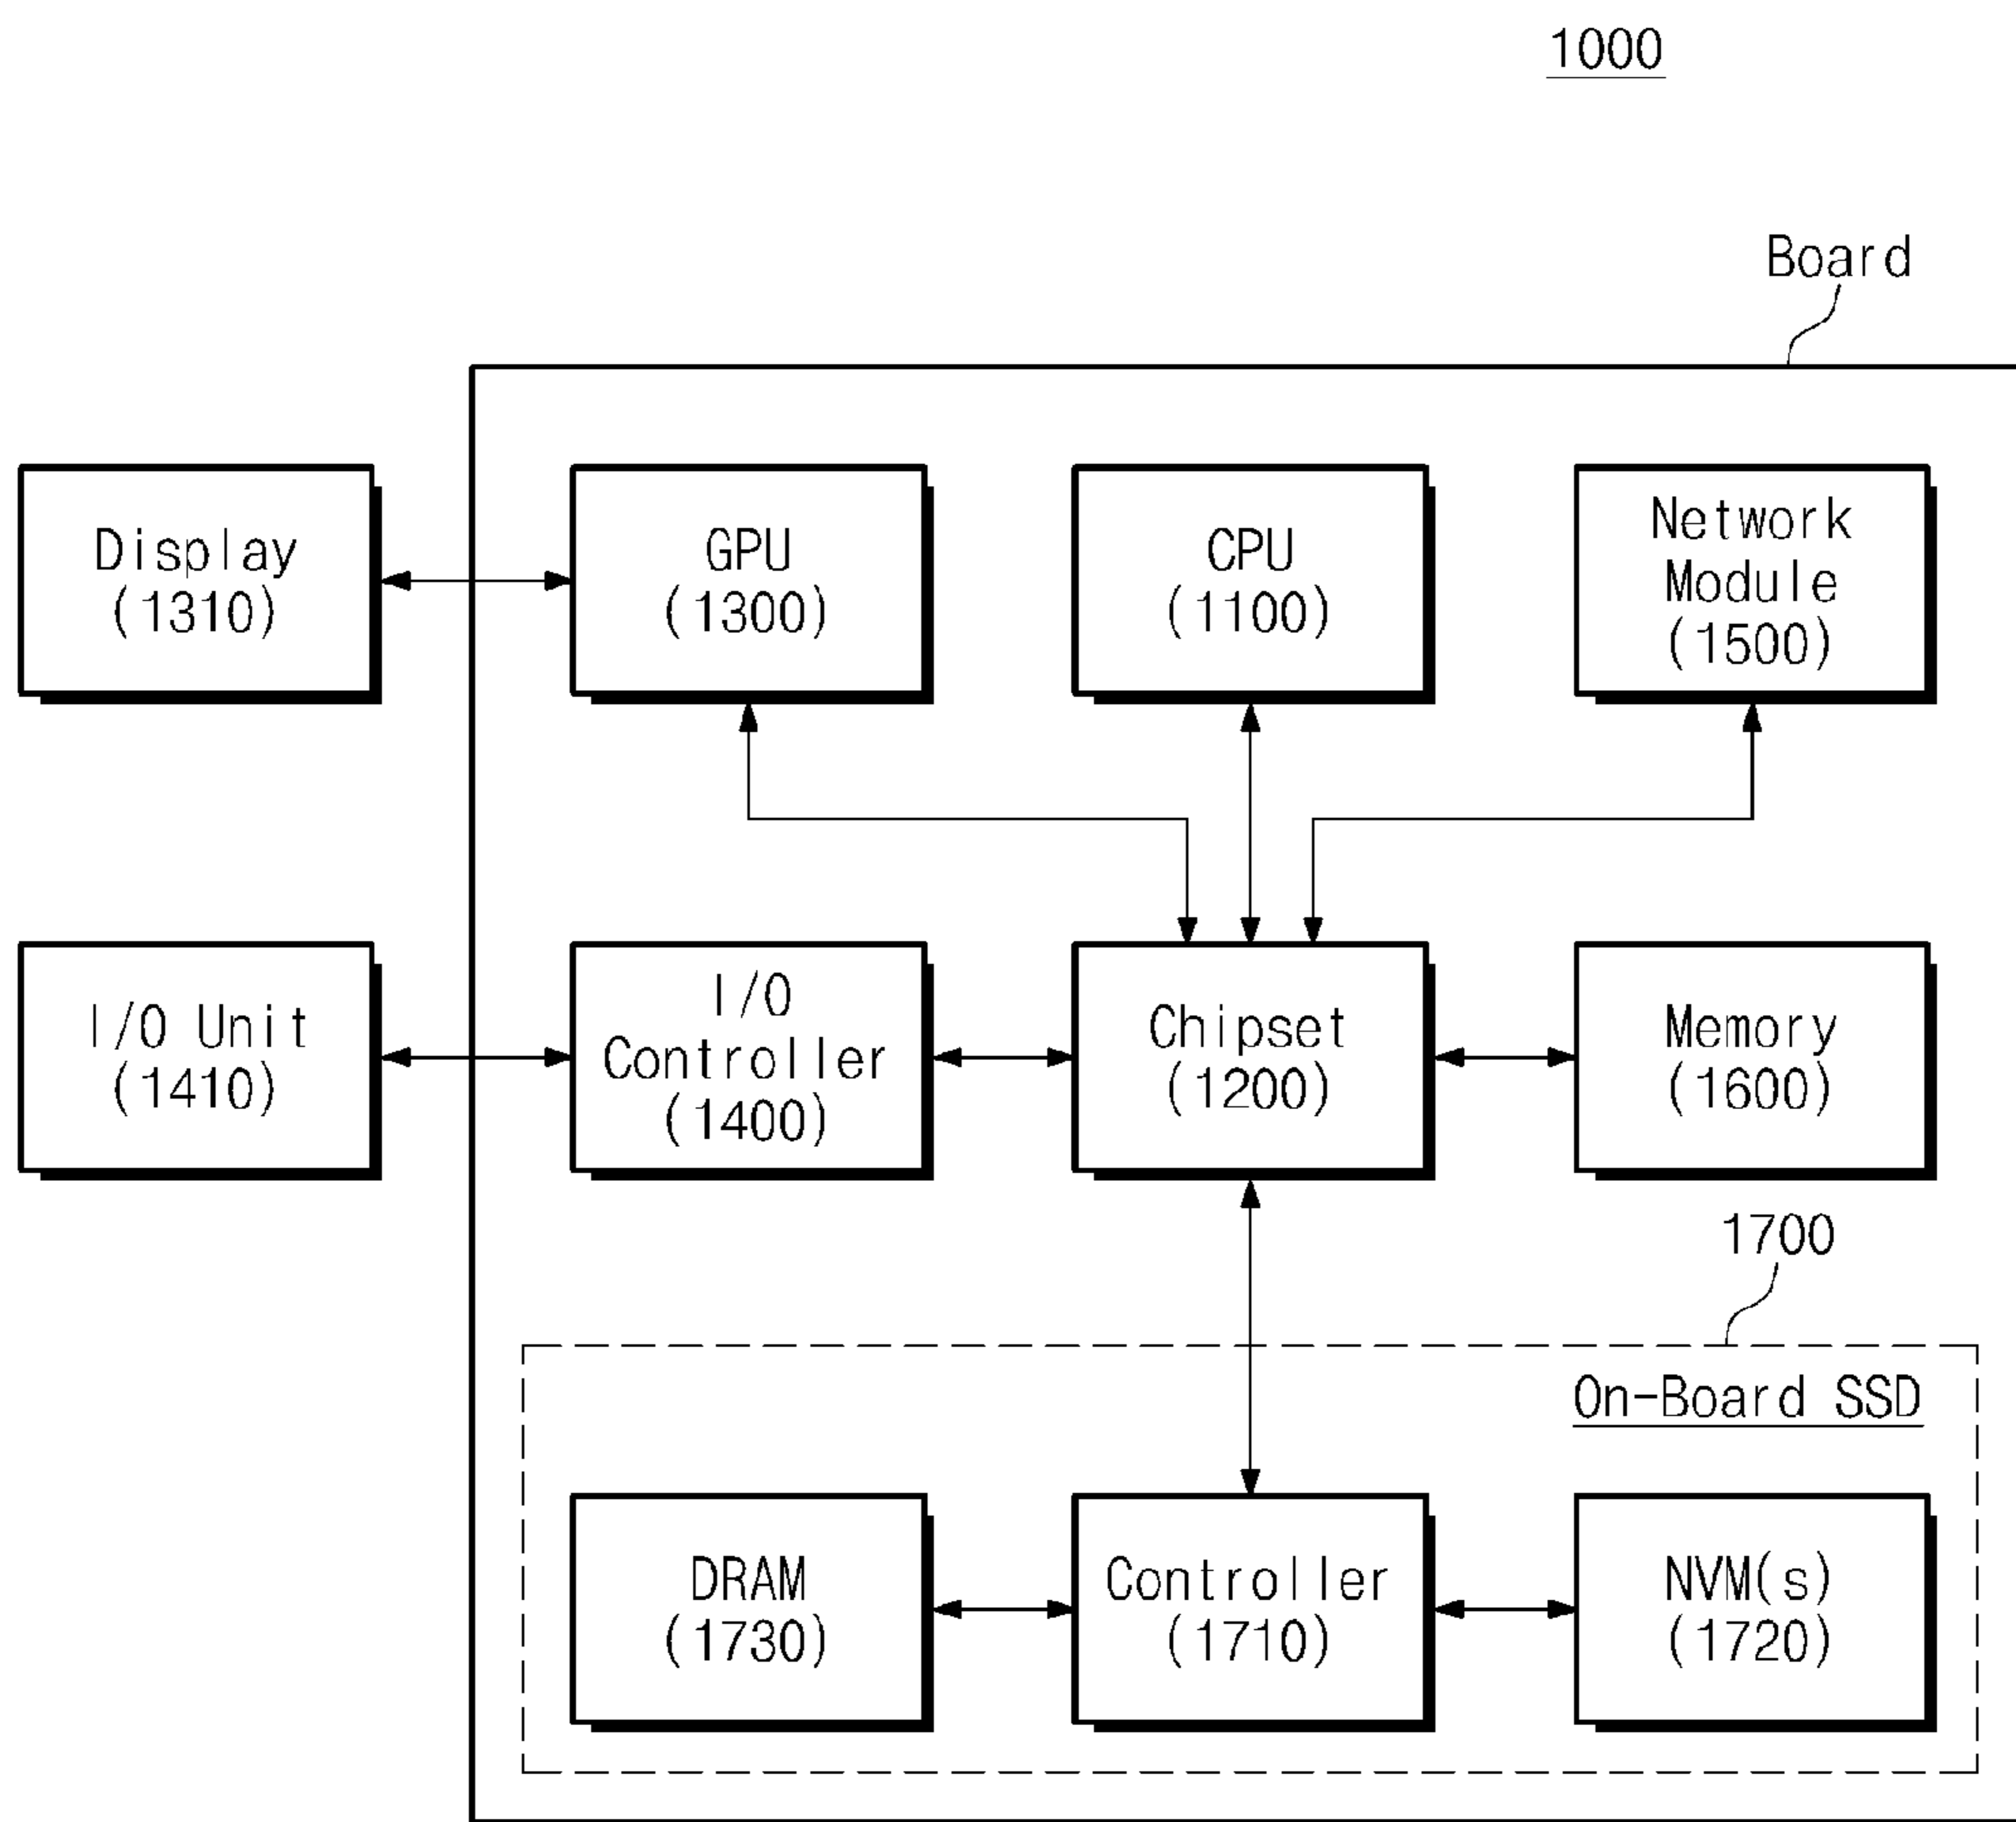 1000
Board
Display
(1310)
GPU
(1300)
CPU
(1100)
Network
Module
(1500)
I/O Unit
(1410)
I/O
Controller
(1400)
Chipset
(1200)
Memory
(1600)
1700
On-Board SSD
DRAM
(1730)
Controller
(1710)
NVM(s)
(1720)